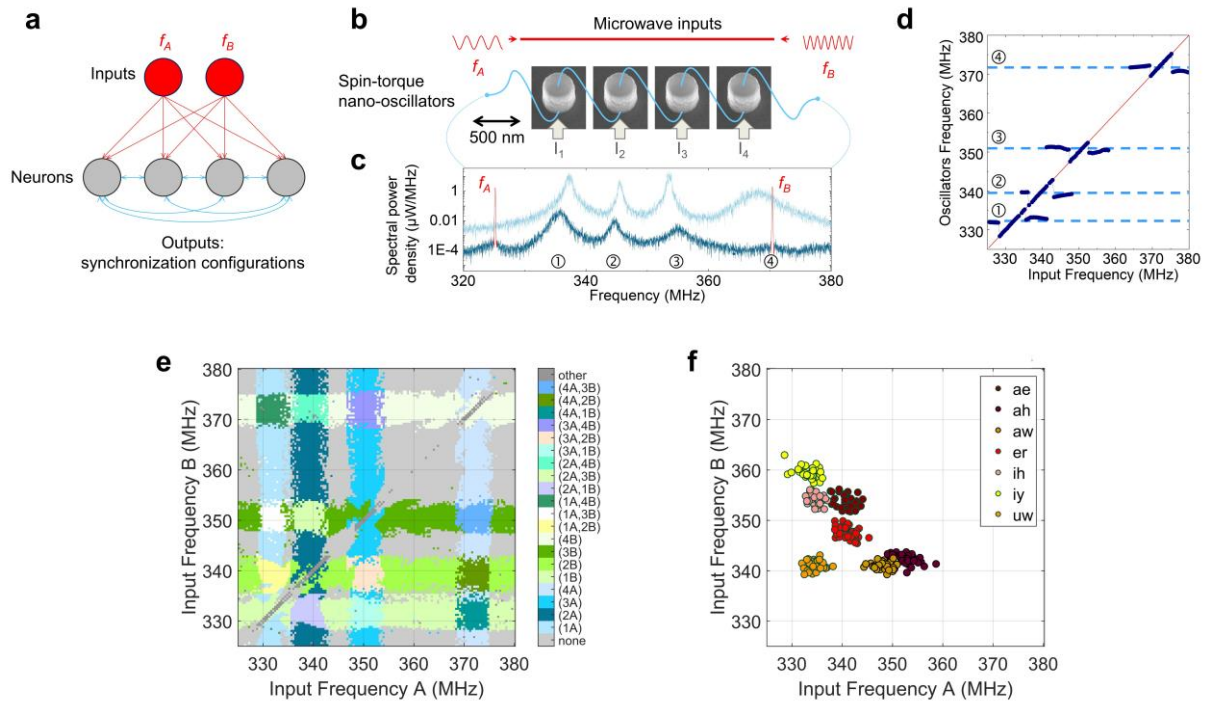 a
f_A
f_B
Inputs:
Neurons
Outputs:
synchronization configurations
b
Microwave inputs
f_A
f_B
Spin-torque
nano-oscillators
500 nm
I₁
I₂
I₃
I₄
c
Spectral power
density (μW/MHz)
1
0.01
1E-4
f_A
f_B
① ② ③ ④
320 340 360 380
Frequency (MHz)
d
Oscillators Frequency (MHz)
380
370
360
350
340
330
④
③
②
①
330 340 350 360 370 380
Input Frequency (MHz)
e
Input Frequency B (MHz)
380
370
360
350
340
330
330 340 350 360 370 380
Input Frequency A (MHz)
other
(4A,3B)
(4A,2B)
(4A,1B)
(3A,4B)
(3A,2B)
(3A,1B)
(2A,4B)
(2A,3B)
(2A,1B)
(1A,4B)
(1A,3B)
(1A,2B)
(4B)
(3B)
(2B)
(1B)
(4A)
(3A)
(2A)
(1A)
none
f
Input Frequency B (MHz)
380
370
360
350
340
330
330 340 350 360 370 380
Input Frequency A (MHz)
ae
ah
aw
er
ih
iy
uw